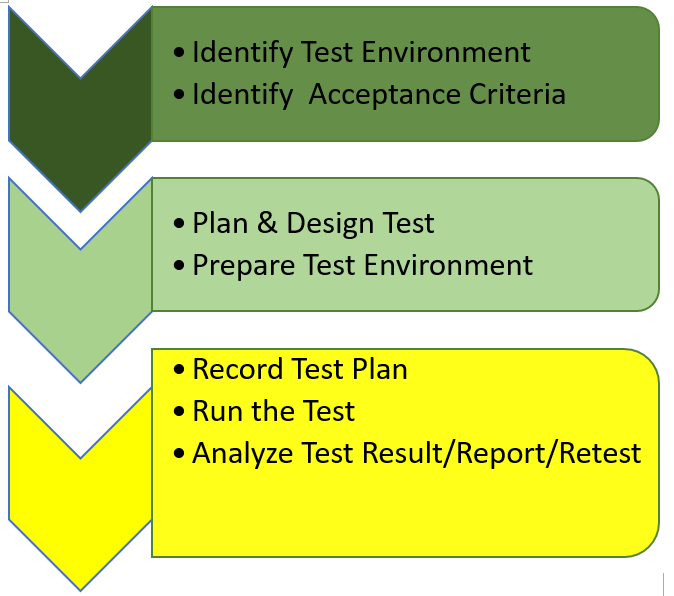 • Identify Test Environment
• Identify  Acceptance Criteria
• Plan & Design Test
• Prepare Test Environment
• Record Test Plan
• Run the Test
• Analyze Test Result/Report/Retest